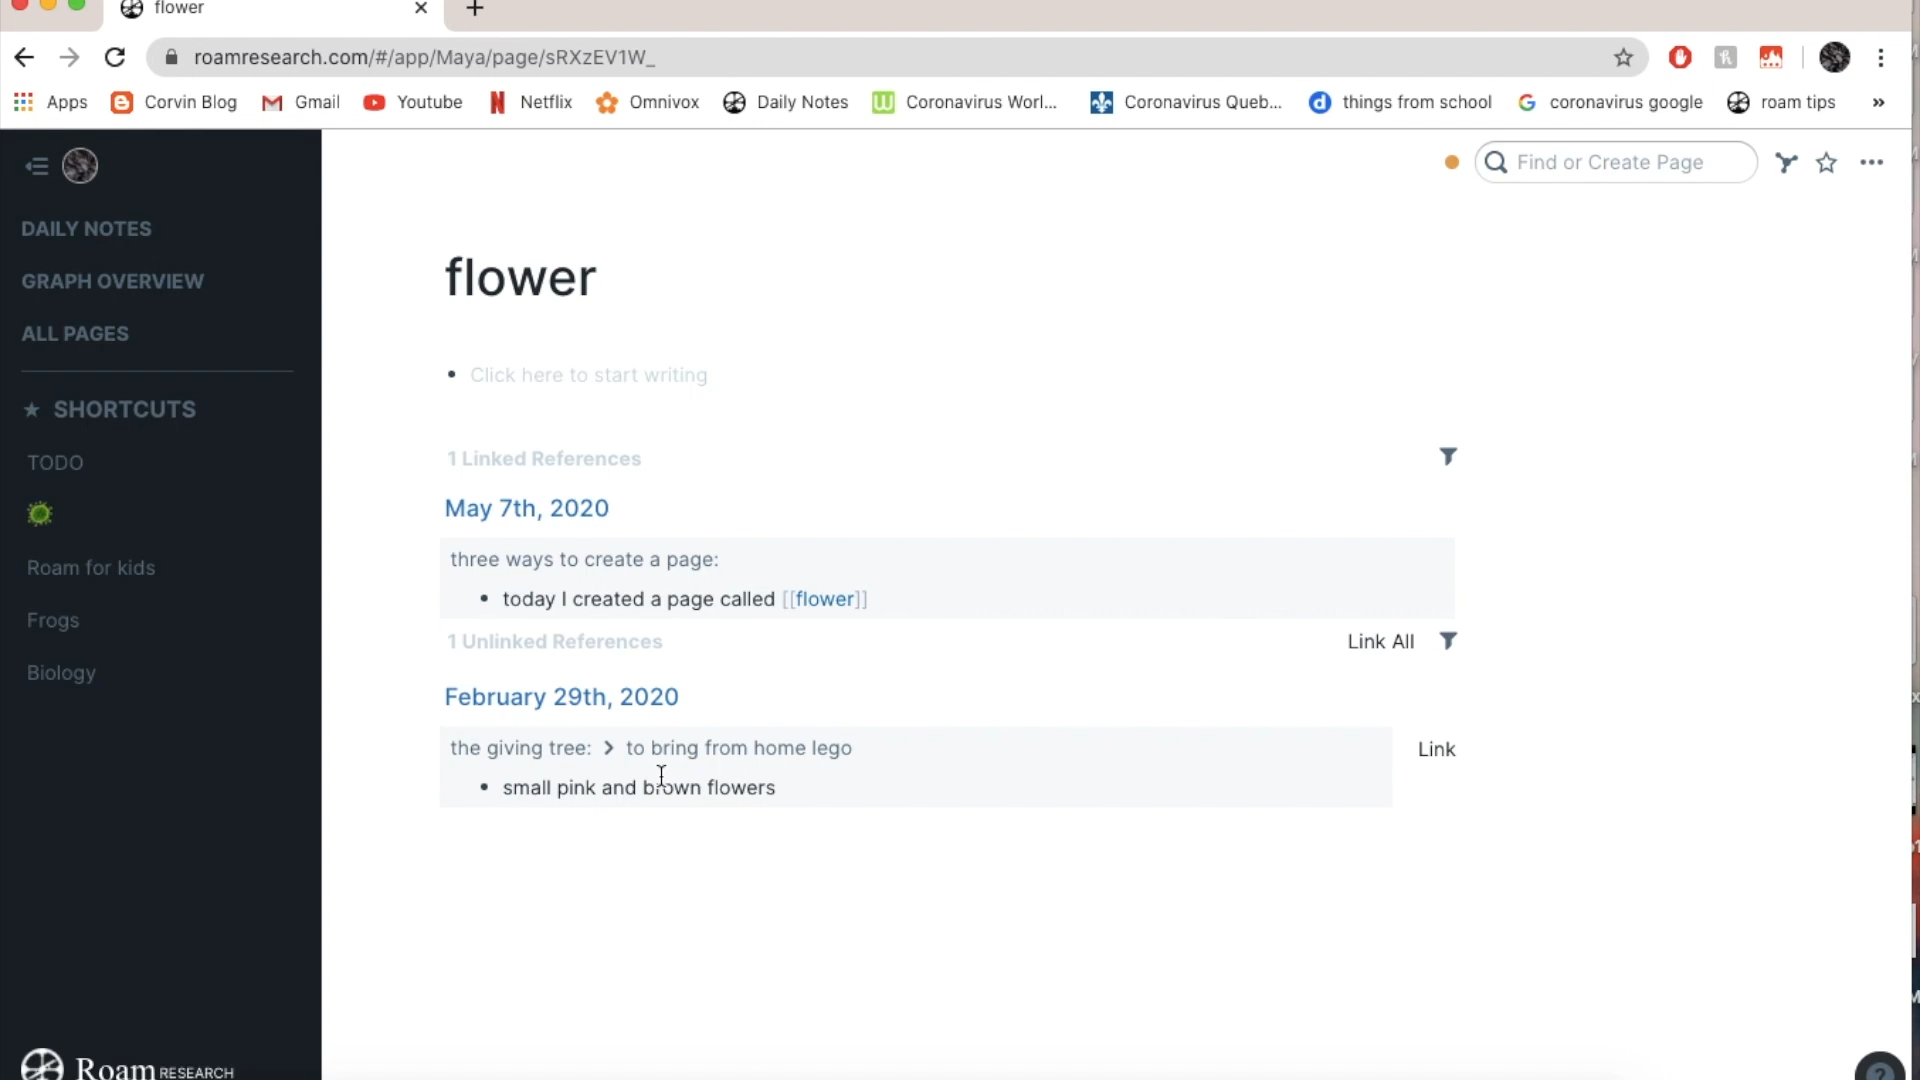 flower
roamresearch.com/#/app/Maya/page/sRXzEV1W_
Apps Corvin Blog Gmail Youtube Netflix Omnivox Daily Notes Coronavirus Worl... Coronavirus Queb... things from school coronavirus google roam tips »
Find or Create Page
DAILY NOTES
GRAPH OVERVIEW
ALL PAGES
SHORTCUTS
TODO
Roam for kids
Frogs
Biology
Roam RESEARCH
flower
Click here to start writing
1 Linked References
May 7th, 2020
three ways to create a page:
today I created a page called [[flower]]
1 Unlinked References Link All
February 29th, 2020
the giving tree: > to bring from home lego Link
small pink and brown flowers